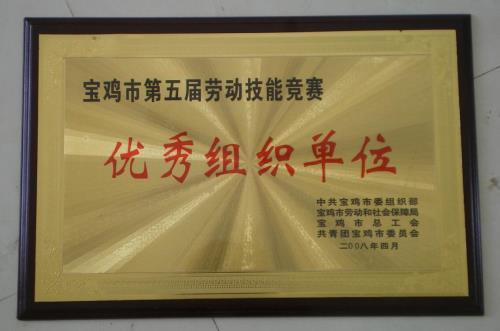 宝鸡市第五届劳动技能竞赛
优秀组织单位
中共宝鸡市委组织部
宝鸡市劳动和社会保障局
宝鸡市总工会
共青团宝鸡市委员会
二00八年四月